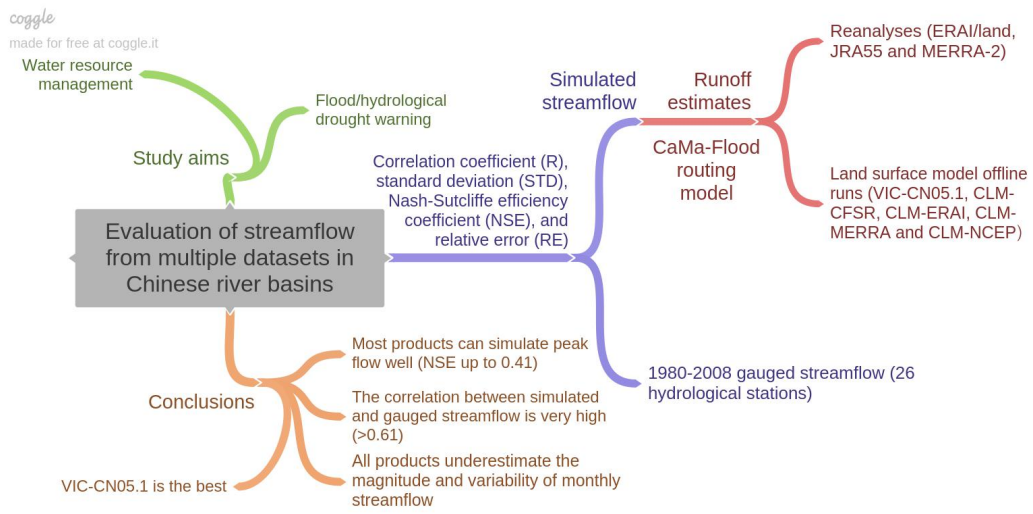 coggle
made for free at coggle.it
Water resource
management
Flood/hydrological
drought warning
Study aims
Evaluation of streamflow
from multiple datasets in
Chinese river basins
Correlation coefficient (R),
standard deviation (STD),
Nash-Sutcliffe efficiency
coefficient (NSE), and
relative error (RE)
Simulated
streamflow
Runoff
estimates
CaMa-Flood
routing
model
Reanalyses (ERAI/land,
JRA55 and MERRA-2)
Land surface model offline
runs (VIC-CN05.1, CLM-
CFSR, CLM-ERAI, CLM-
MERRA and CLM-NCEP)
1980-2008 gauged streamflow (26
hydrological stations)
Conclusions
Most products can simulate peak
flow well (NSE up to 0.41)
The correlation between simulated
and gauged streamflow is very high
(>0.61)
All products underestimate the
magnitude and variability of monthly
streamflow
VIC-CN05.1 is the best